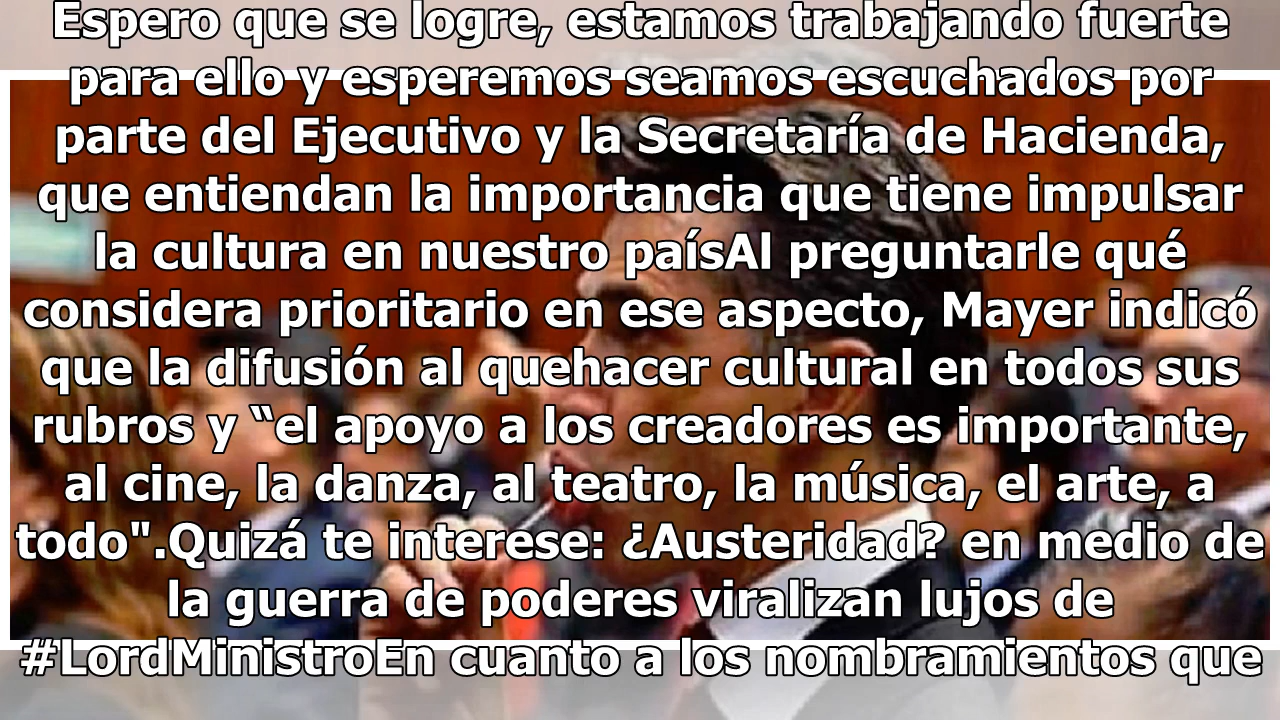 Espero que se logre, estamos trabajando fuerte
para ello y esperemos seamos escuchados por
parte del Ejecutivo y la Secretaría de Hacienda,
que entiendan la importancia que tiene impulsar
la cultura en nuestro paísAl preguntarle qué
considera prioritario en ese aspecto, Mayer indicó
que la difusión al quehacer cultural en todos sus
rubros y “el apoyo a los creadores es importante,
al cine, la danza, al teatro, la música, el arte, a
todo".Quizá te interese: ¿Austeridad? en medio de
la guerra de poderes viralizan lujos de
#LordMinistroEn cuanto a los nombramientos que